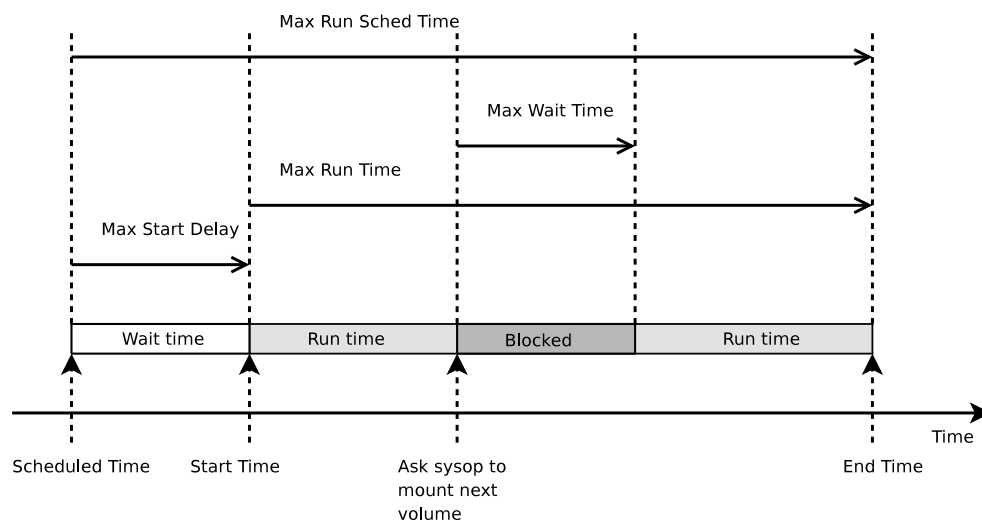 Max Run Sched Time
Max Wait Time
Max Run Time
Max Start Delay
Wait time
Run time
Blocked
Run time
Time
Scheduled Time
Start Time
Ask sysop to
mount next
volume
End Time